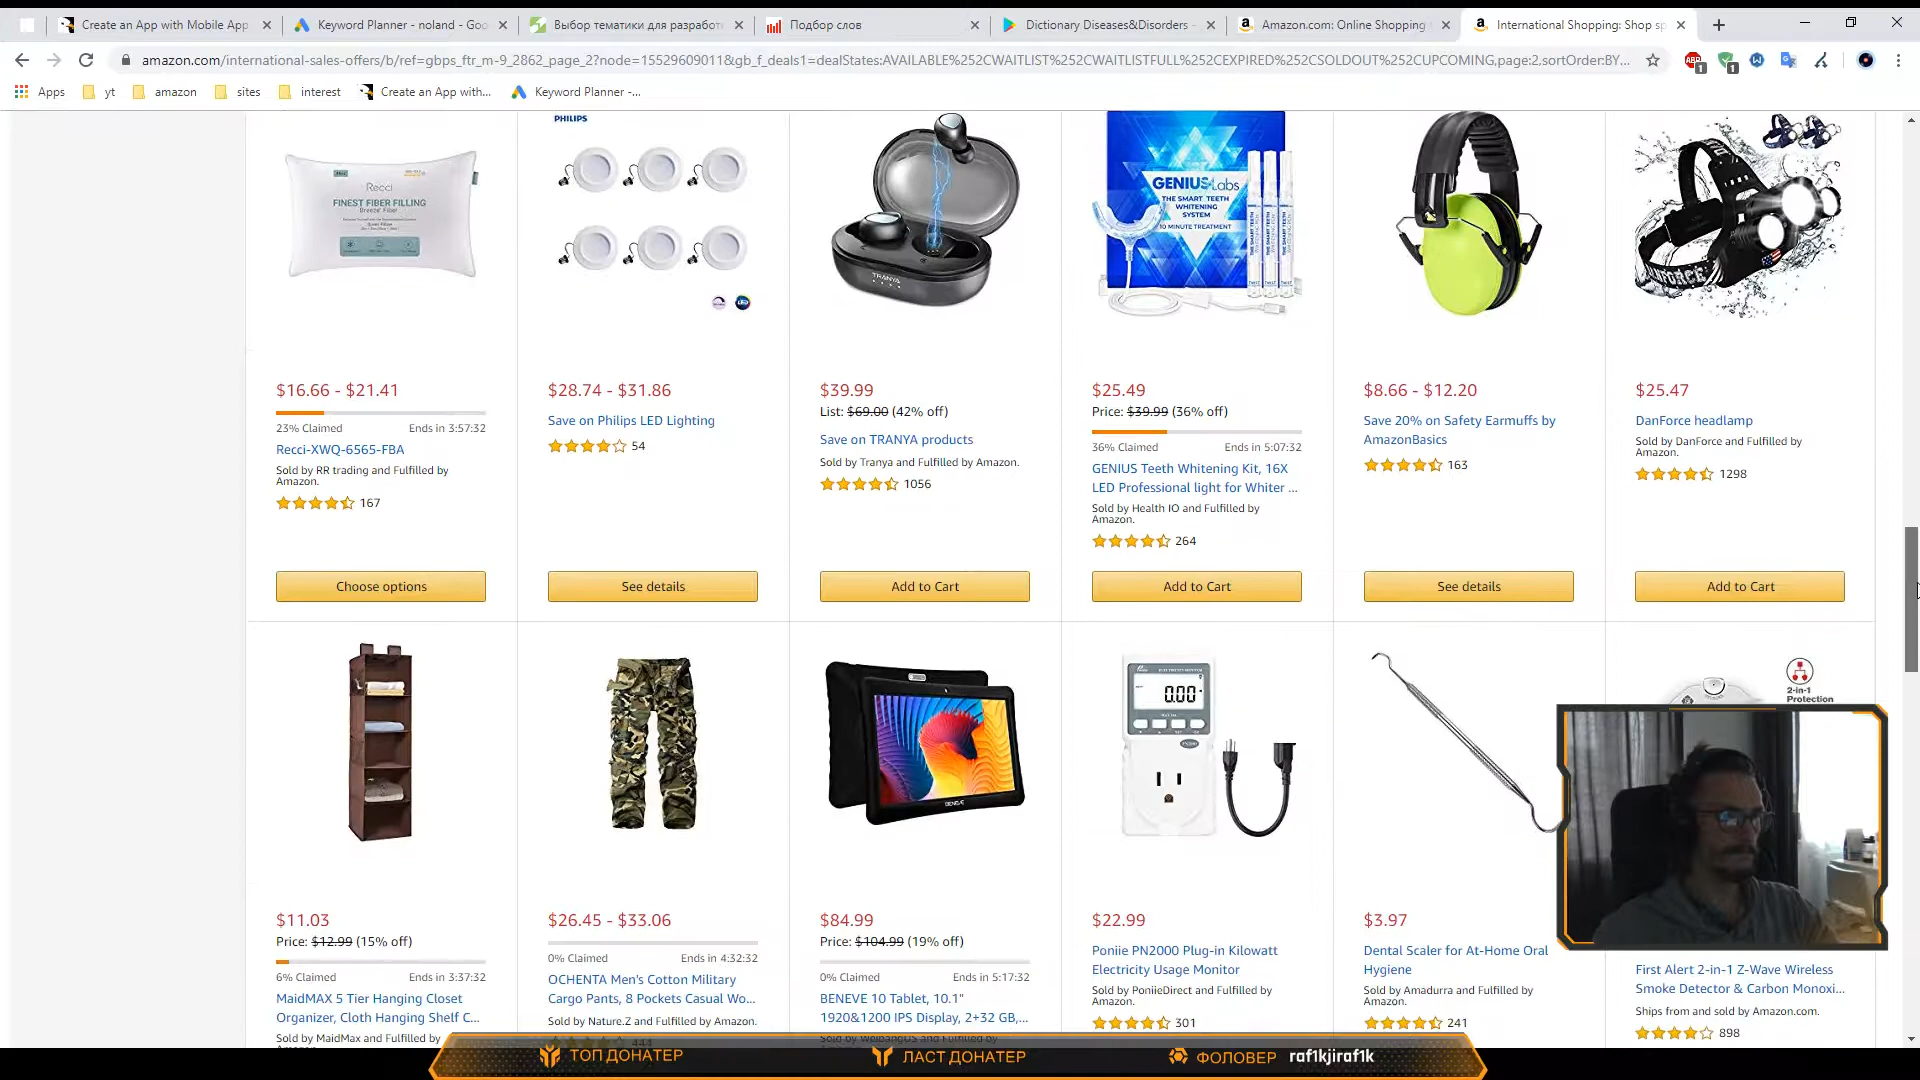 Create an App with Mobile App
Keyword Planner - noland - Goo
Выбор тематики для разработ
Подбор слов
Dictionary Diseases&Disorders -
Amazon.com: Online Shopping
International Shopping: Shop sp
amazon.com/international-sales-offers/b/ref=gbps_ftr_m-9_2862_page_2?node=15529609011&gb_f_deals1=dealStates:AVAILABLE%252CWAITLIST%252CWAITLISTFULL%252CEXPIRED%252CSOLDOUT%252CUPCOMING,page:2,sortOrder:BY...
Apps
yt
amazon
sites
interest
Create an App with...
Keyword Planner -...
Recci
FINEST FIBER FILLING
PHILIPS
TRANYA
GENIUS Labs
THE SMART TEETH
WHITENING
SYSTEM
10 MINUTE TREATMENT
$16.66 - $21.41
23% Claimed
Ends in 3:57:32
Recci-XWQ-6565-FBA
Sold by RR trading and Fulfilled by
Amazon.
167
Choose options
$28.74 - $31.86
Save on Philips LED Lighting
54
See details
$39.99
List: $69.00 (42% off)
Save on TRANYA products
Sold by Tranya and Fulfilled by Amazon.
1056
Add to Cart
$25.49
Price: $39.99 (36% off)
36% Claimed
Ends in 5:07:32
GENIUS Teeth Whitening Kit, 16X
LED Professional light for Whiter ...
Sold by Health IO and Fulfilled by
Amazon.
264
Add to Cart
$8.66 - $12.20
Save 20% on Safety Earmuffs by
AmazonBasics
163
See details
$25.47
DanForce headlamp
Sold by DanForce and Fulfilled by
Amazon.
1298
Add to Cart
BENEVE
0.00
2-in-1
Protection
$11.03
Price: $12.99 (15% off)
6% Claimed
Ends in 3:37:32
MaidMAX 5 Tier Hanging Closet
Organizer, Cloth Hanging Shelf C...
Sold by MaidMax and Fulfilled by
$26.45 - $33.06
0% Claimed
Ends in 4:32:32
OCHENTA Men's Cotton Military
Cargo Pants, 8 Pockets Casual Wo...
Sold by Nature.Z and Fulfilled by Amazon.
$84.99
Price: $104.99 (19% off)
0% Claimed
Ends in 5:17:32
BENEVE 10 Tablet, 10.1"
1920&1200 IPS Display, 2+32 GB,...
$22.99
Poniie PN2000 Plug-in Kilowatt
Electricity Usage Monitor
Sold by PoniieDirect and Fulfilled by
Amazon.
301
$3.97
Dental Scaler for At-Home Oral
Hygiene
Sold by Amadurra and Fulfilled by
Amazon.
241
First Alert 2-in-1 Z-Wave Wireless
Smoke Detector & Carbon Monoxi...
Ships from and sold by Amazon.com.
898
ТОП ДОНАТЕР
ЛАСТ ДОНАТЕР
ФОЛОВЕР raf1kjiraf1k